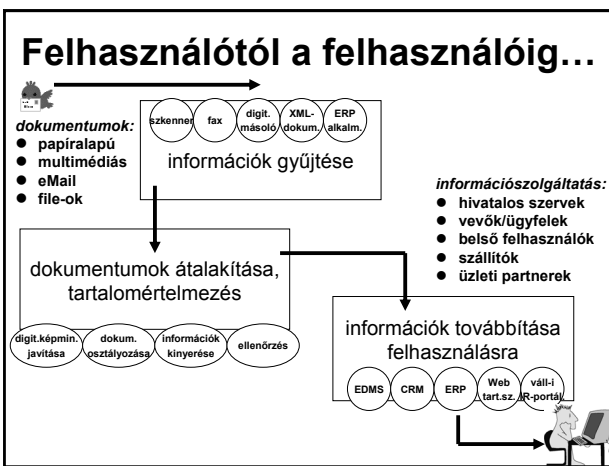 Felhasználótól a felhasználóig...
dokumentumok:
● papíralapú
● multimédiás
● eMail
● file-ok
szkenner
fax
digit.
másoló
XML-
dokum.
ERP
alkalm.
információk gyűjtése
információszolgáltatás:
● hivatalos szervek
● vevők/ügyfelek
● belső felhasználók
● szállítók
● üzleti partnerek
dokumentumok átalakítása,
tartalomértelmezés
digit.képmin.
javítása
dokum.
osztályozása
információk
kinyerése
ellenőrzés
információk továbbítása
felhasználásra
EDMS
CRM
ERP
Web
tart.sz.
váll-i
R-portál